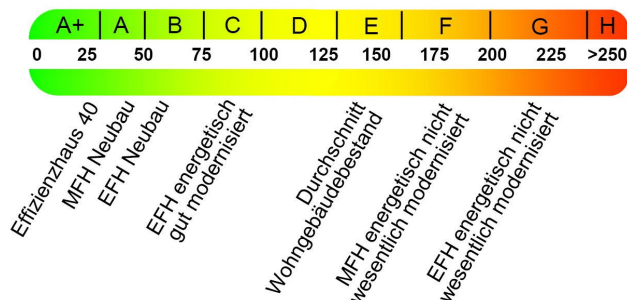 A+ A B C D E F G H
0 25 50 75 100 125 150 175 200 225 >250
Effizienzhaus 40
MFH Neubau
EFH Neubau
EFH energetisch
gut modernisiert
Durchschnitt
Wohngebäudebestand
MFH energetisch nicht
wesentlich modernisiert
EFH energetisch nicht
wesentlich modernisiert